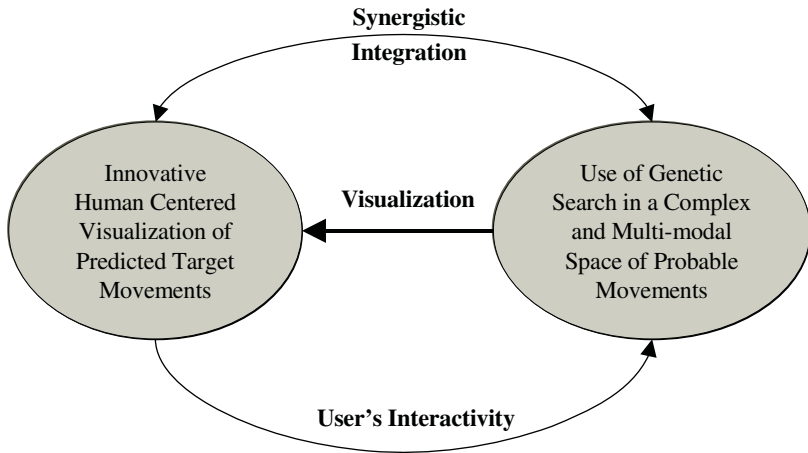 Synergistic
Integration
Innovative
Human Centered
Visualization of
Predicted Target
Movements
Visualization
Use of Genetic
Search in a Complex
and Multi-modal
Space of Probable
Movements
User's Interactivity